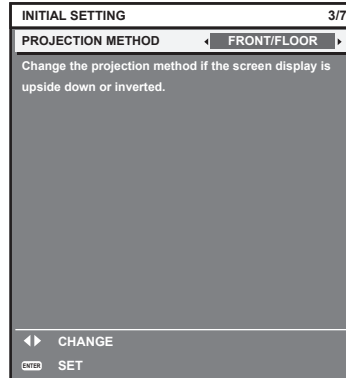 INITIAL SETTING 3/7
PROJECTION METHOD FRONT/FLOOR
Change the projection method if the screen display is
upside down or inverted.
CHANGE
ENTER SET